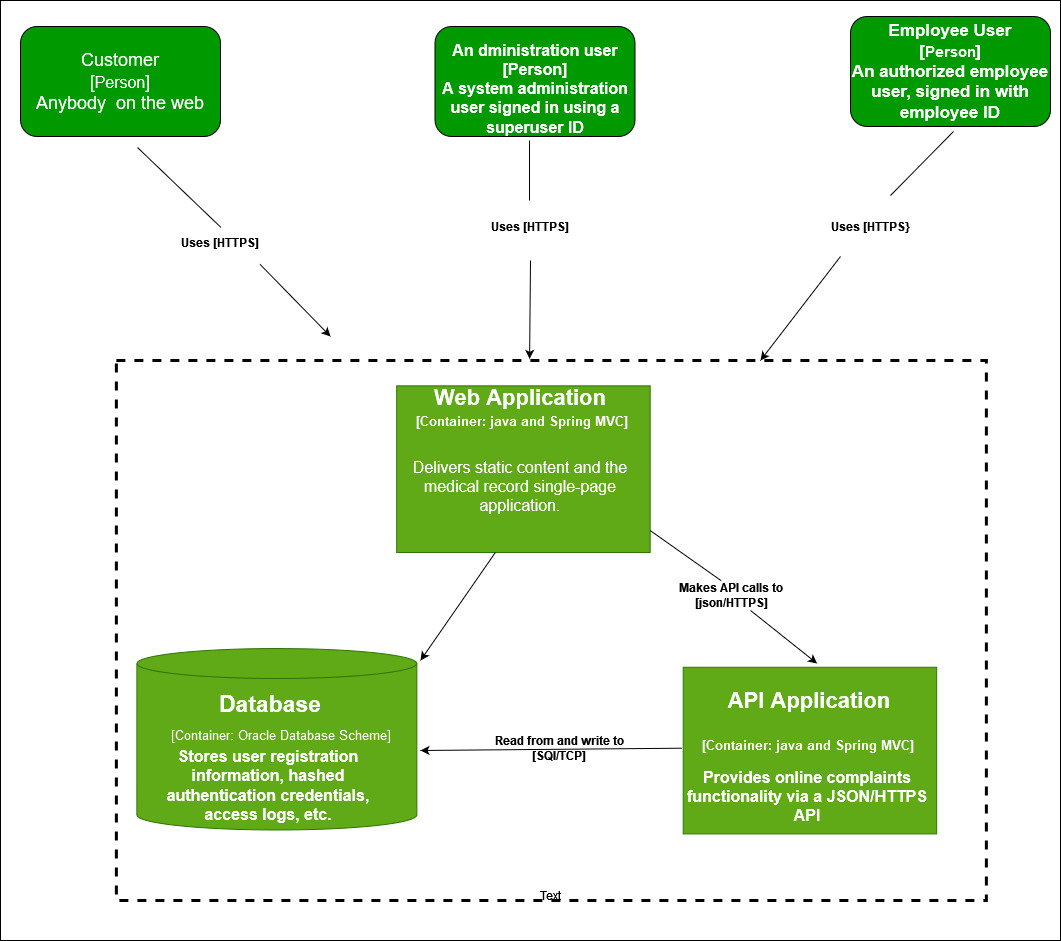 Customer
[Person]
Anybody  on the web
An dministration user
[Person]
A system administration
user signed in using a
superuser ID
Employee User
[Person]
An authorized employee
user, signed in with
employee ID
Uses [HTTPS]
Uses [HTTPS]
Uses [HTTPS}
Web Application
[Container: java and Spring MVC]
Delivers static content and the
medical record single-page
application.
Makes API calls to
[json/HTTPS]
Database
[Container: Oracle Database Scheme]
Stores user registration
information, hashed
authentication credentials,
access logs, etc.
Read from and write to
[SQl/TCP]
API Application
[Container: java and Spring MVC]
Provides online complaints
functionality via a JSON/HTTPS
API
Text